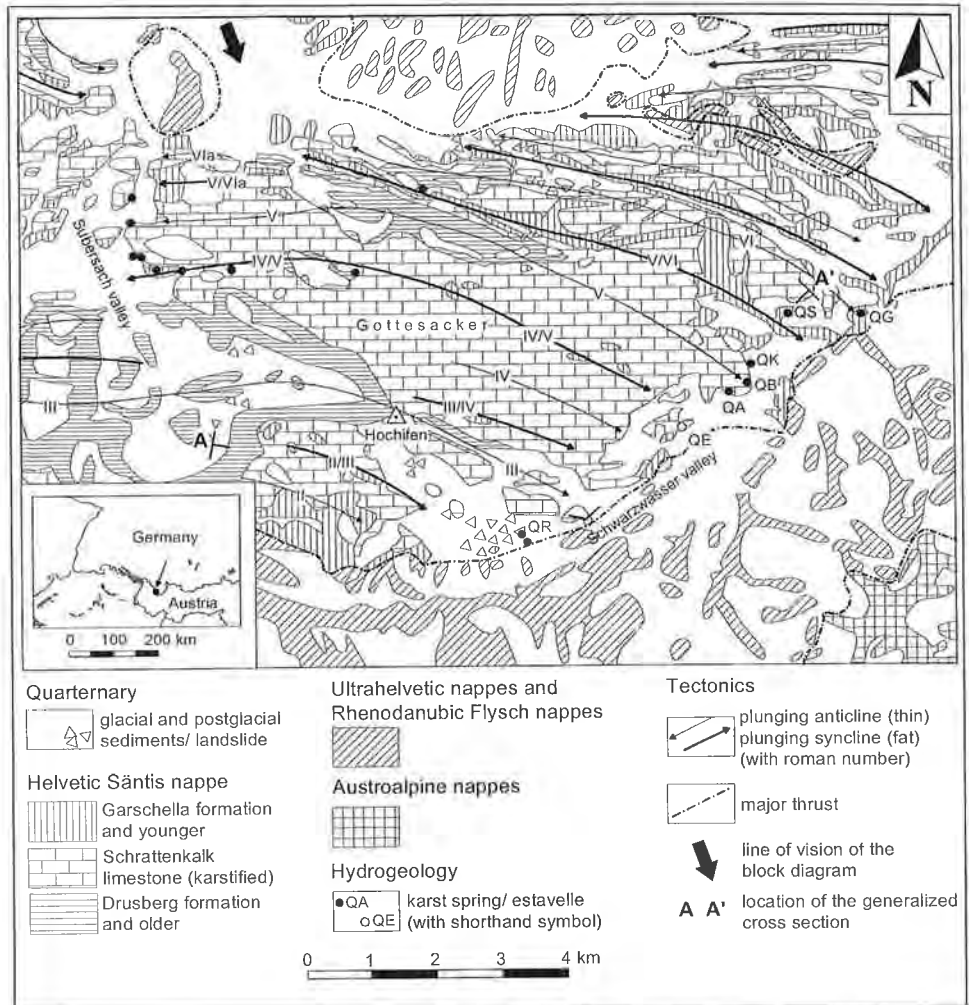 N
VIa
V/VIa
V
VI
V/VI
A'
IV/V
V
QS
QG
Subersach valley
Gottesacker
IV/V
QK
QB
QA
IV
III
III/IV
Hochifen
A
QE
III
II/III
II
Schwarzwasser valley
QR
Germany
Austria
0 100 200 km
Quarternary
glacial and postglacial
sediments/ landslide
Helvetic Säntis nappe
Garschella formation
and younger
Schrattenkalk
limestone (karstified)
Drusberg formation
and older
Ultrahelvetic nappes and
Rhenodanubic Flysch nappes
Austroalpine nappes
Hydrogeology
QA karst spring/ estavelle
QE (with shorthand symbol)
Tectonics
plunging anticline (thin)
plunging syncline (fat)
(with roman number)
major thrust
line of vision of the
block diagram
A A' location of the generalized
cross section
0 1 2 3 4 km